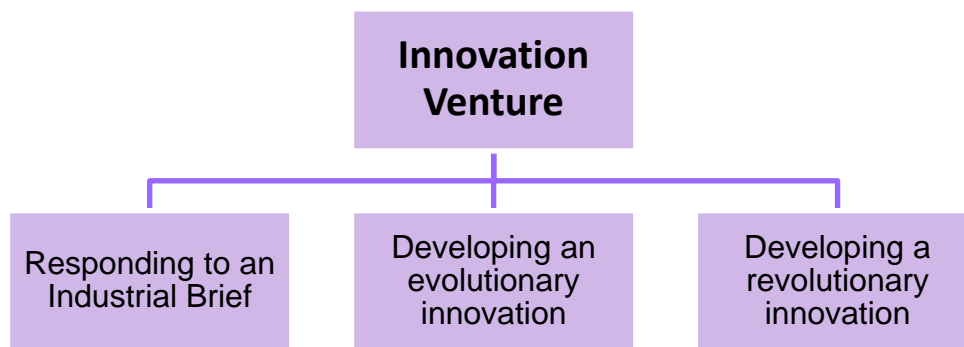 Innovation
Venture
Responding to an
Industrial Brief
Developing an
evolutionary
innovation
Developing a
revolutionary
innovation